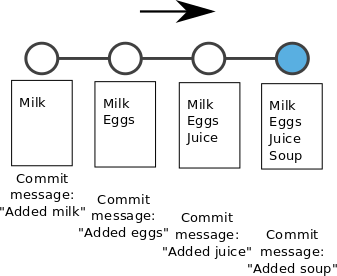 Milk
Milk
Eggs
Milk
Eggs
Juice
Milk
Eggs
Juice
Soup
Commit
message:
"Added milk"
Commit
message:
"Added eggs"
Commit
message:
"Added juice"
Commit
message:
"Added soup"